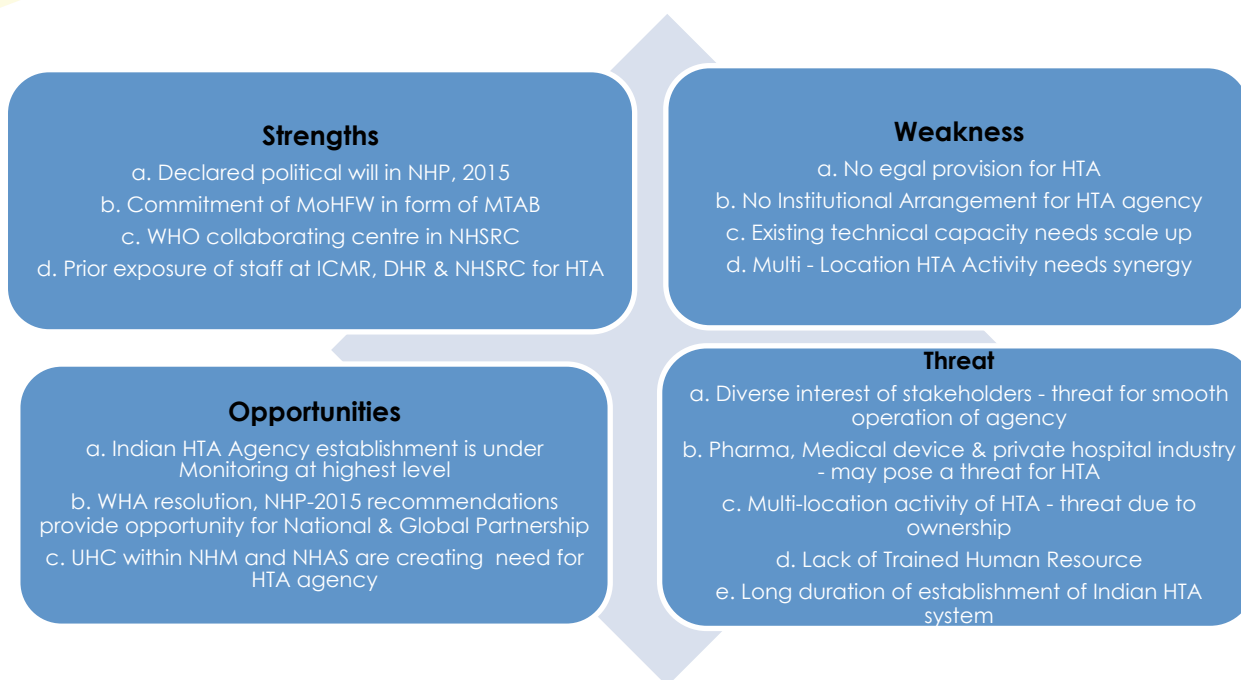 Strengths
a. Declared political will in NHP, 2015
b. Commitment of MoHFW in form of MTAB
c. WHO collaborating centre in NHSRC
d. Prior exposure of staff at ICMR, DHR & NHSRC for HTA
Weakness
a. No egal provision for HTA
b. No Institutional Arrangement for HTA agency
c. Existing technical capacity needs scale up
d. Multi - Location HTA Activity needs synergy
Opportunities
a. Indian HTA Agency establishment is under
Monitoring at highest level
b. WHA resolution, NHP-2015 recommendations
provide opportunity for National & Global Partnership
c. UHC within NHM and NHAS are creating need for
HTA agency
Threat
a. Diverse interest of stakeholders - threat for smooth
operation of agency
b. Pharma, Medical device & private hospital industry
- may pose a threat for HTA
c. Multi-location activity of HTA - threat due to
ownership
d. Lack of Trained Human Resource
e. Long duration of establishment of Indian HTA
system